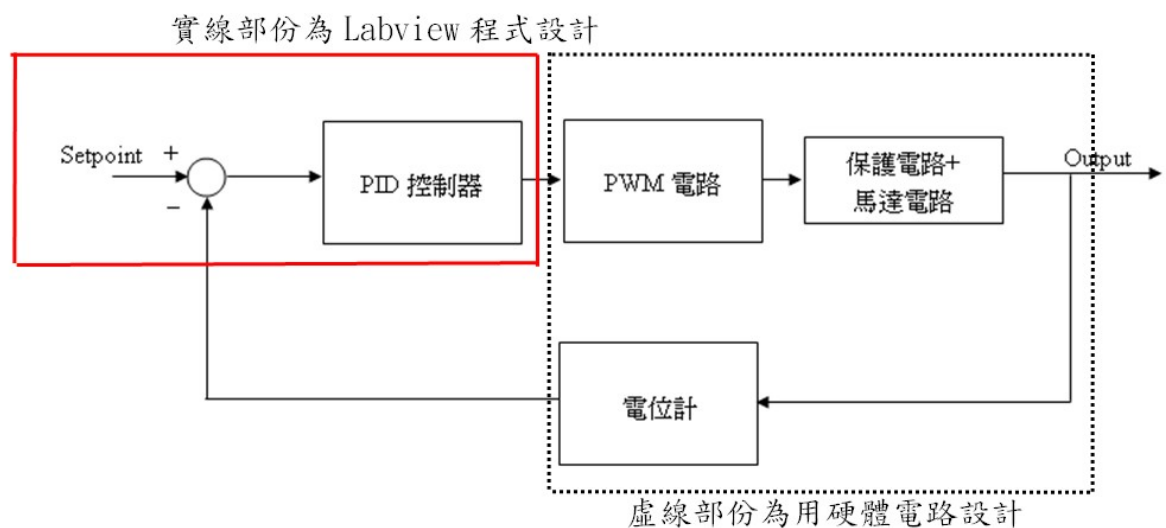 實線部份為 Labview 程式設計
Setpoint
+
−
PID 控制器
PWM 電路
保護電路+
馬達電路
Output
電位計
虛線部份為用硬體電路設計